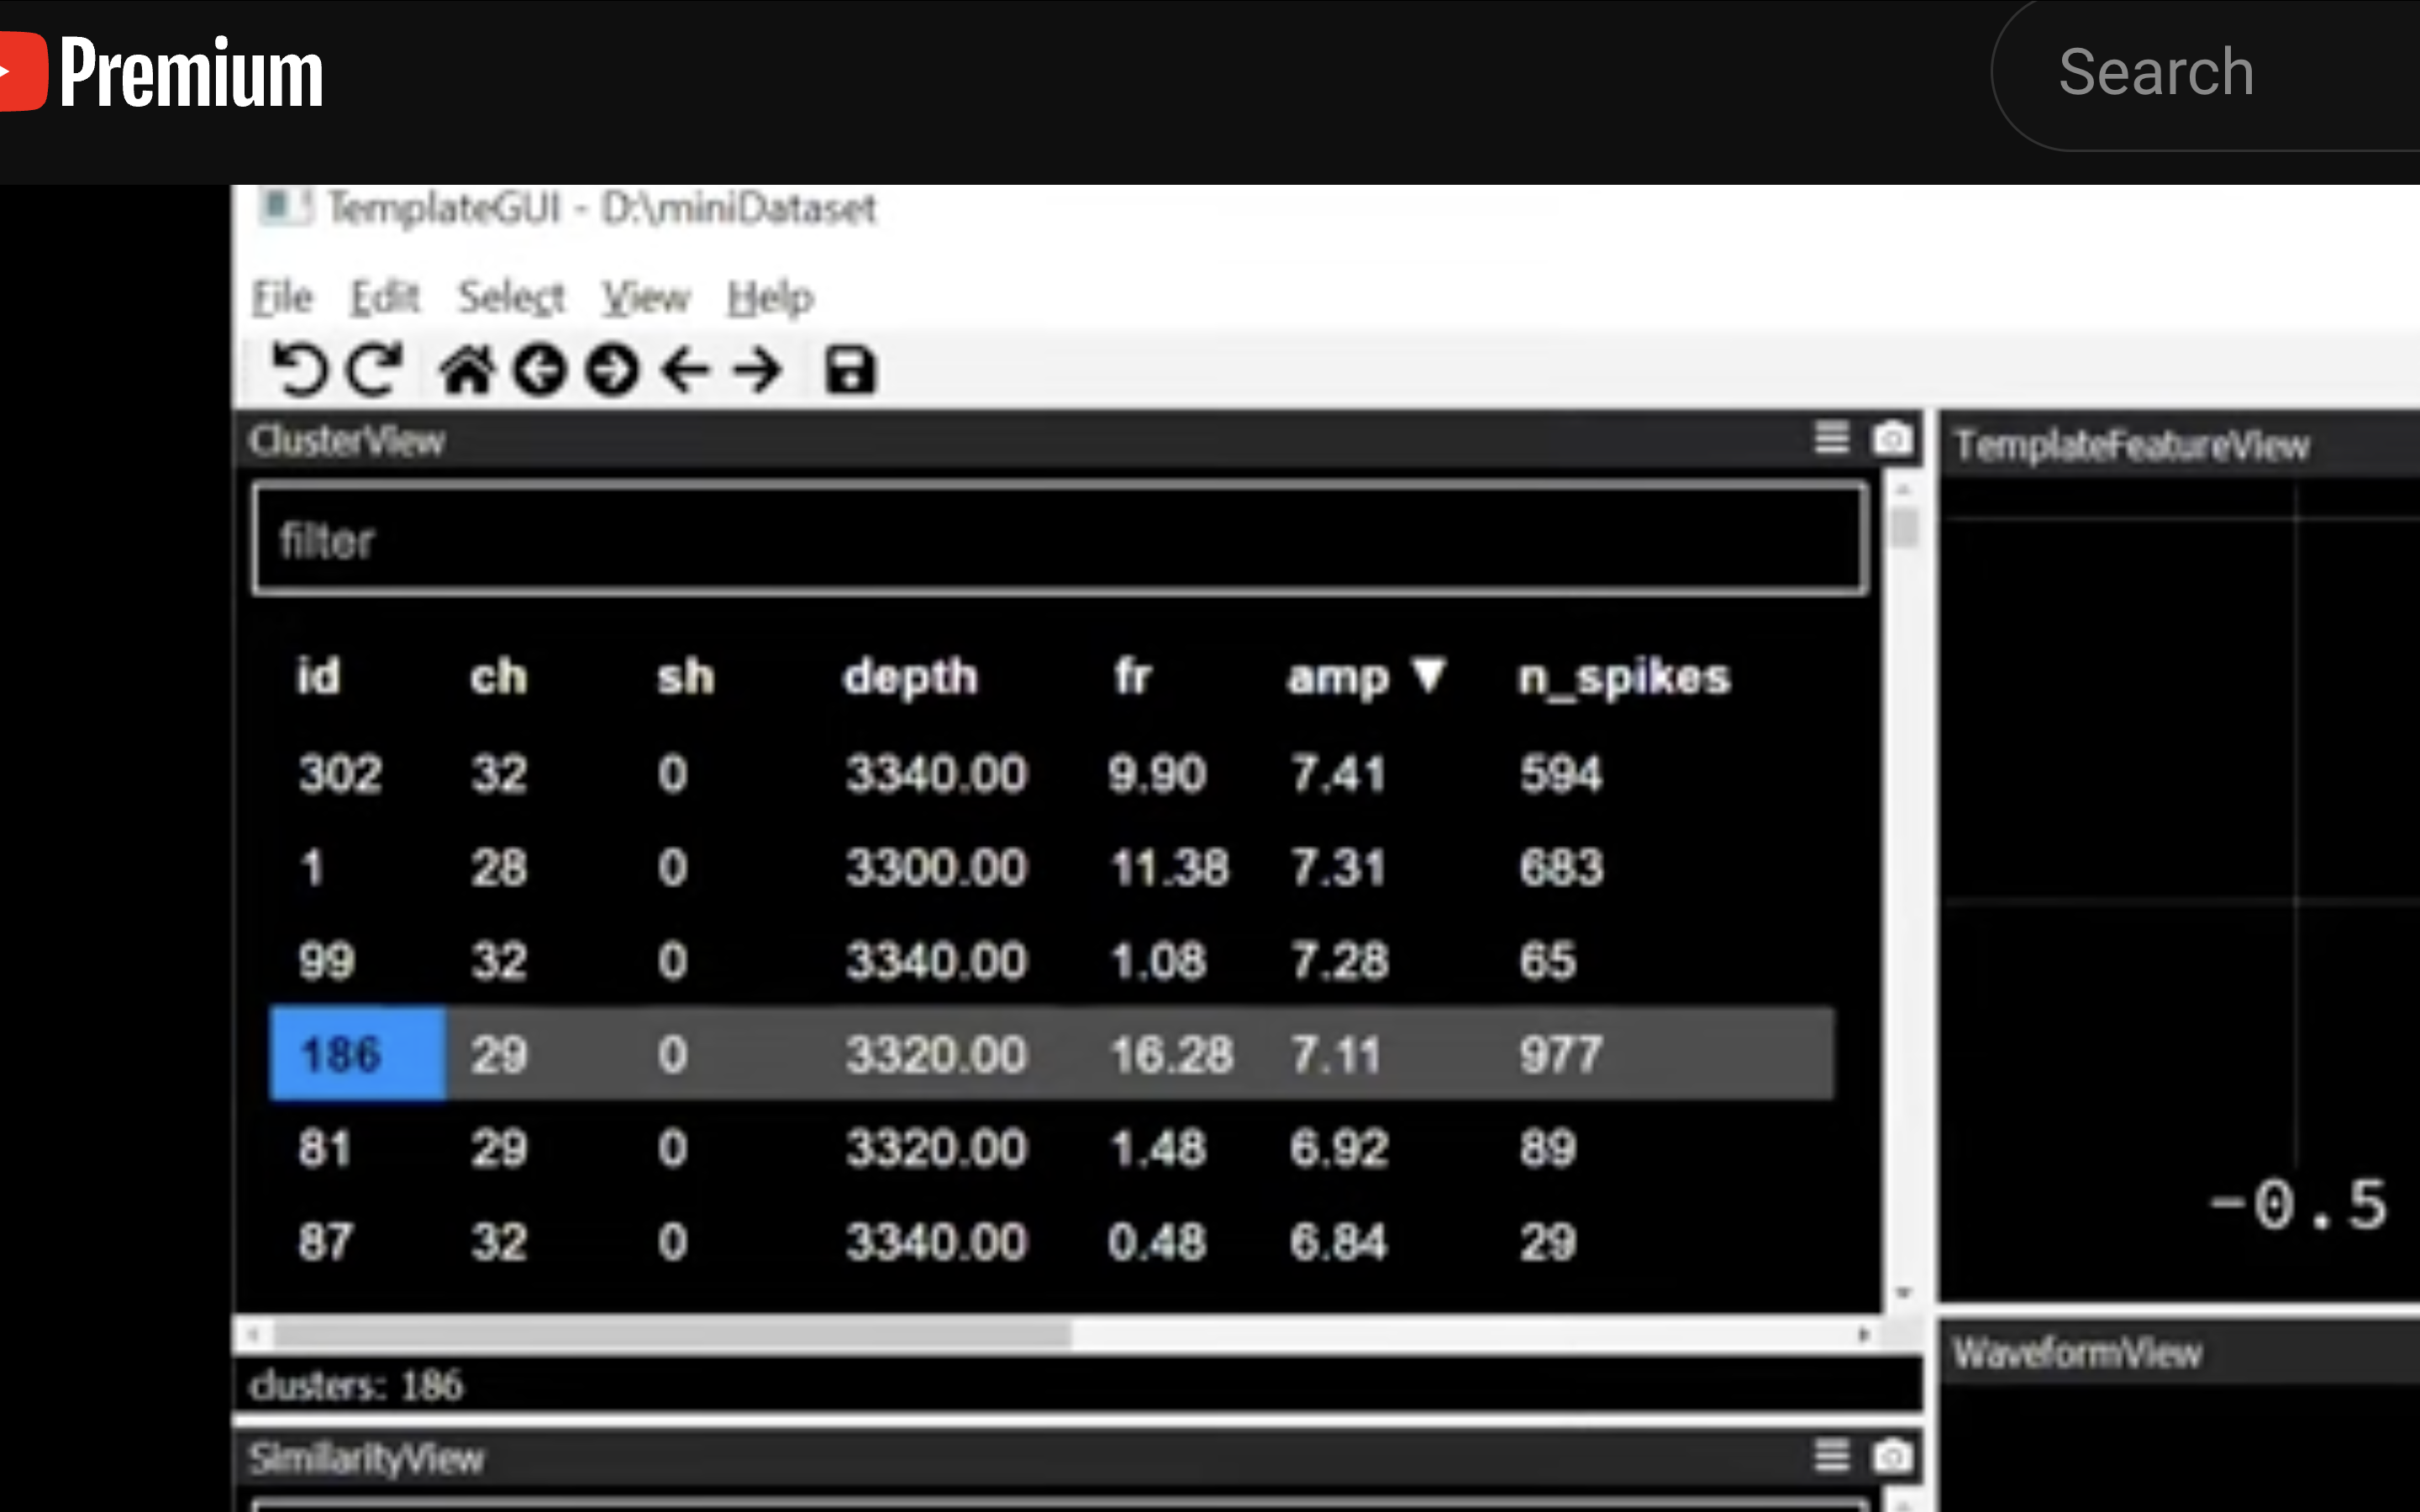 Premium
Search
TemplateGUI - D:\miniDataset
File Edit Select View Help
ClusterView
TemplateFeatureView
filter
id ch sh depth fr amp ▼ n_spikes
302 32 0 3340.00 9.90 7.41 594
1 28 0 3300.00 11.38 7.31 683
99 32 0 3340.00 1.08 7.28 65
186 29 0 3320.00 16.28 7.11 977
81 29 0 3320.00 1.48 6.92 89
87 32 0 3340.00 0.48 6.84 29
-0.5
clusters: 186
WaveformView
SimilarityView